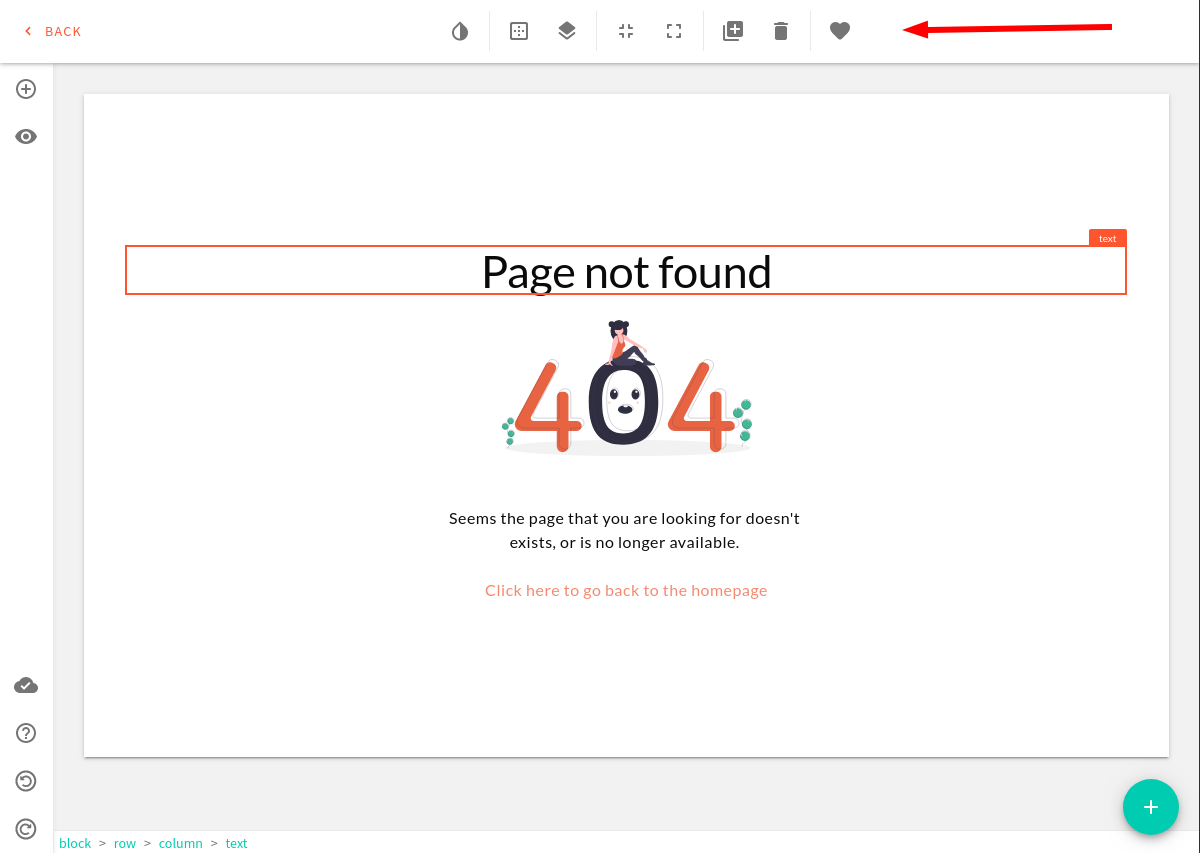 BACK
text
Page not found
404
Seems the page that you are looking for doesn't
exists, or is no longer available.
Click here to go back to the homepage
block > row > column > text